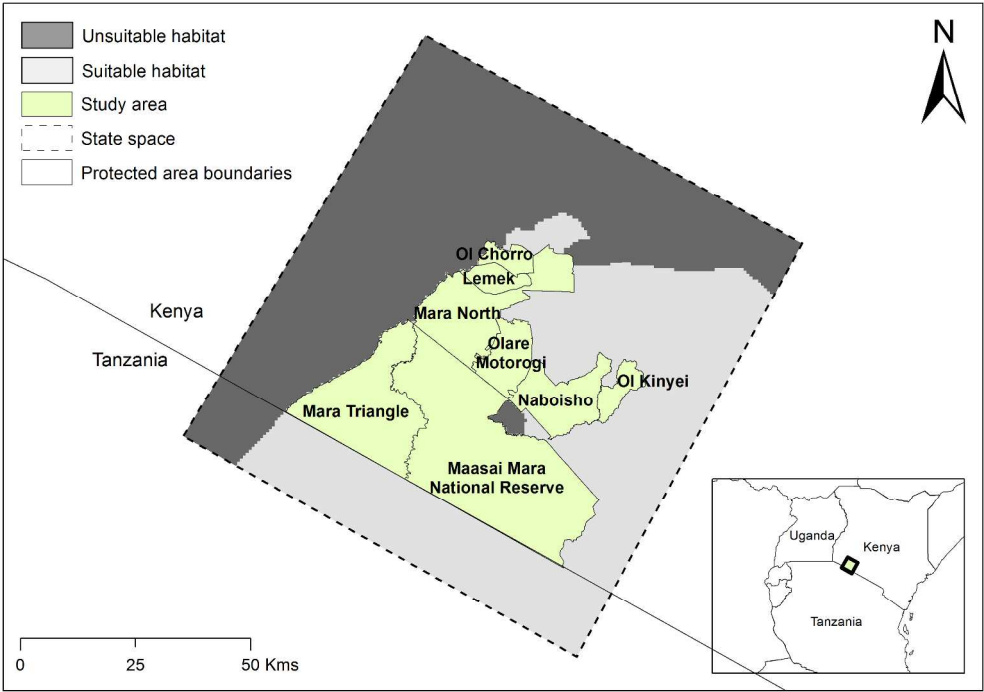 Unsuitable habitat
Suitable habitat
Study area
State space
Protected area boundaries
N
Kenya
Tanzania
Ol Chorro
Lemek
Mara North
Olare
Motorogi
Ol Kinyei
Naboisho
Mara Triangle
Maasai Mara
National Reserve
Uganda
Kenya
Tanzania
0 25 50 Kms